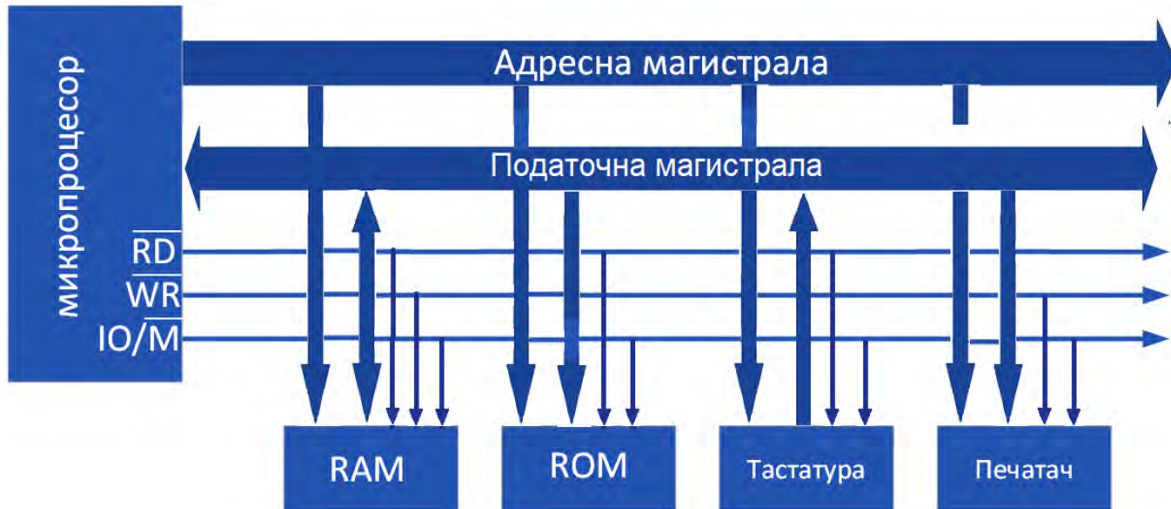 микропроцесор
Адресна магистрала
Податочна магистрала
RD
WR
IO/M
RAM
ROM
Тастатура
Печатач